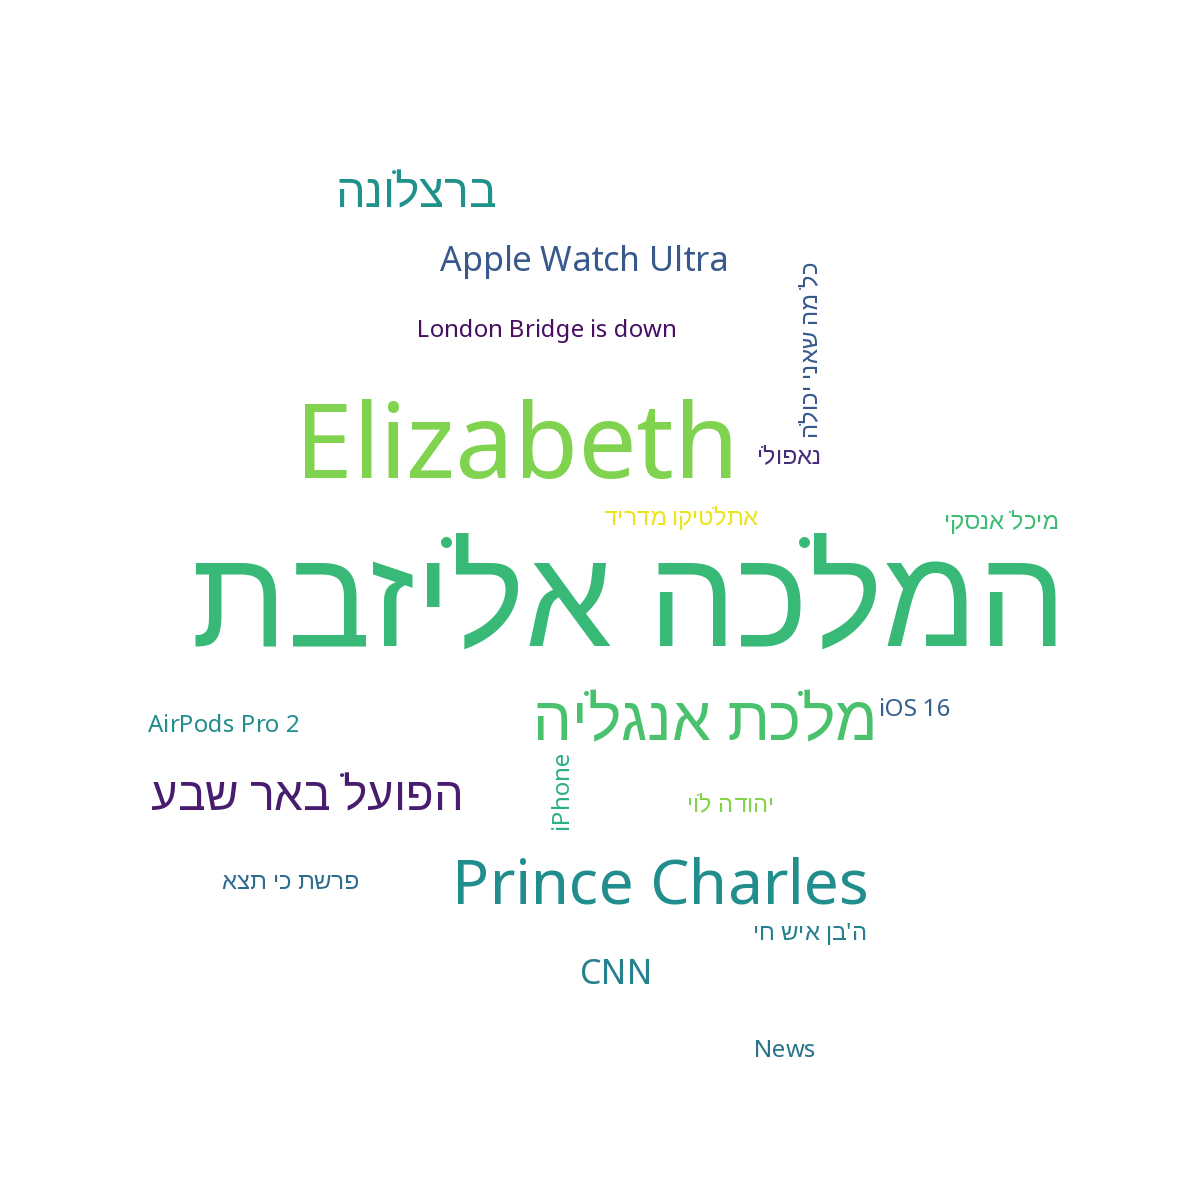 ברצלונה
Apple Watch Ultra
כל מה שאני יכולה
London Bridge is down
Elizabeth
נאפולי
אתלטיקו מדריד
מיכל אנסקי
המלכה אליזבת
מלכת אנגליה
iOS 16
AirPods Pro 2
iPhone
הפועל באר שבע
יהודה לוי
Prince Charles
פרשת כי תצא
ה'בן איש חי
CNN
News